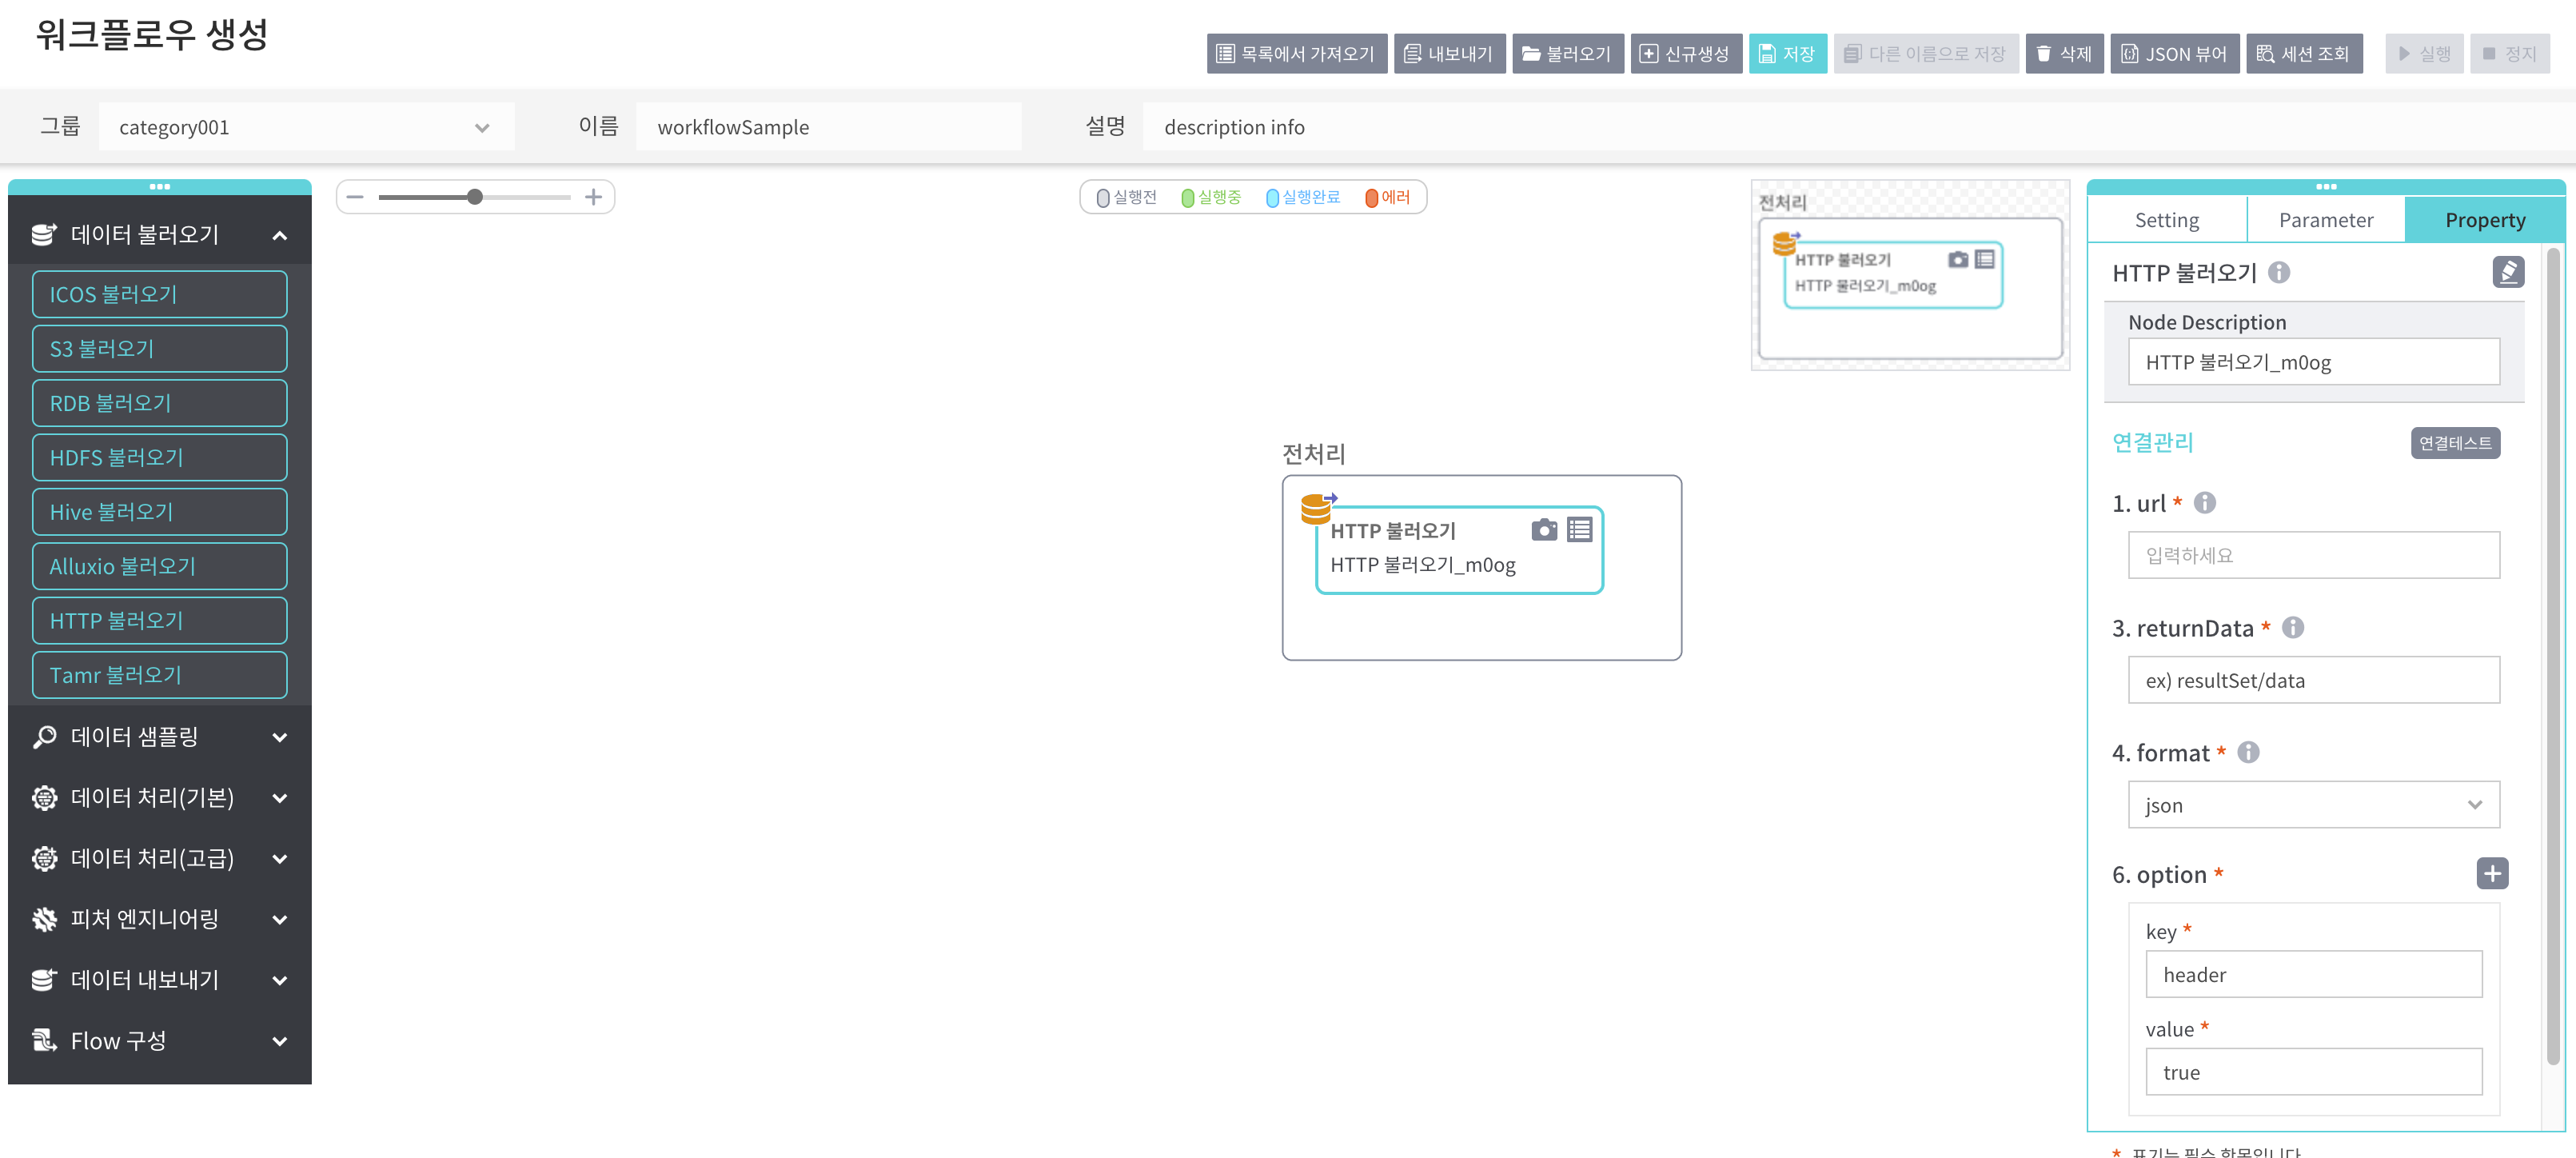 워크플로우 생성
목록에서 가져오기 내보내기 불러오기 신규생성 저장 다른 이름으로 저장 삭제 JSON 뷰어 세션 조회 실행 정지
그룹 category001 이름 workflowSample 설명 description info
데이터 불러오기
ICOS 불러오기
S3 불러오기
RDB 불러오기
HDFS 불러오기
Hive 불러오기
Alluxio 불러오기
HTTP 불러오기
Tamr 불러오기
데이터 샘플링
데이터 처리(기본)
데이터 처리(고급)
피처 엔지니어링
데이터 내보내기
Flow 구성
실행전 실행중 실행완료 에러
전처리
HTTP 불러오기
HTTP 불러오기_m0og
전처리
HTTP 불러오기
HTTP 불러오기_m0og
Setting Parameter Property
HTTP 불러오기
Node Description
HTTP 불러오기_m0og
연결관리 연결테스트
1. url *
입력하세요
3. returnData *
ex) resultSet/data
4. format *
json
6. option *
key *
header
value *
true
* 표기는 필수 항목입니다